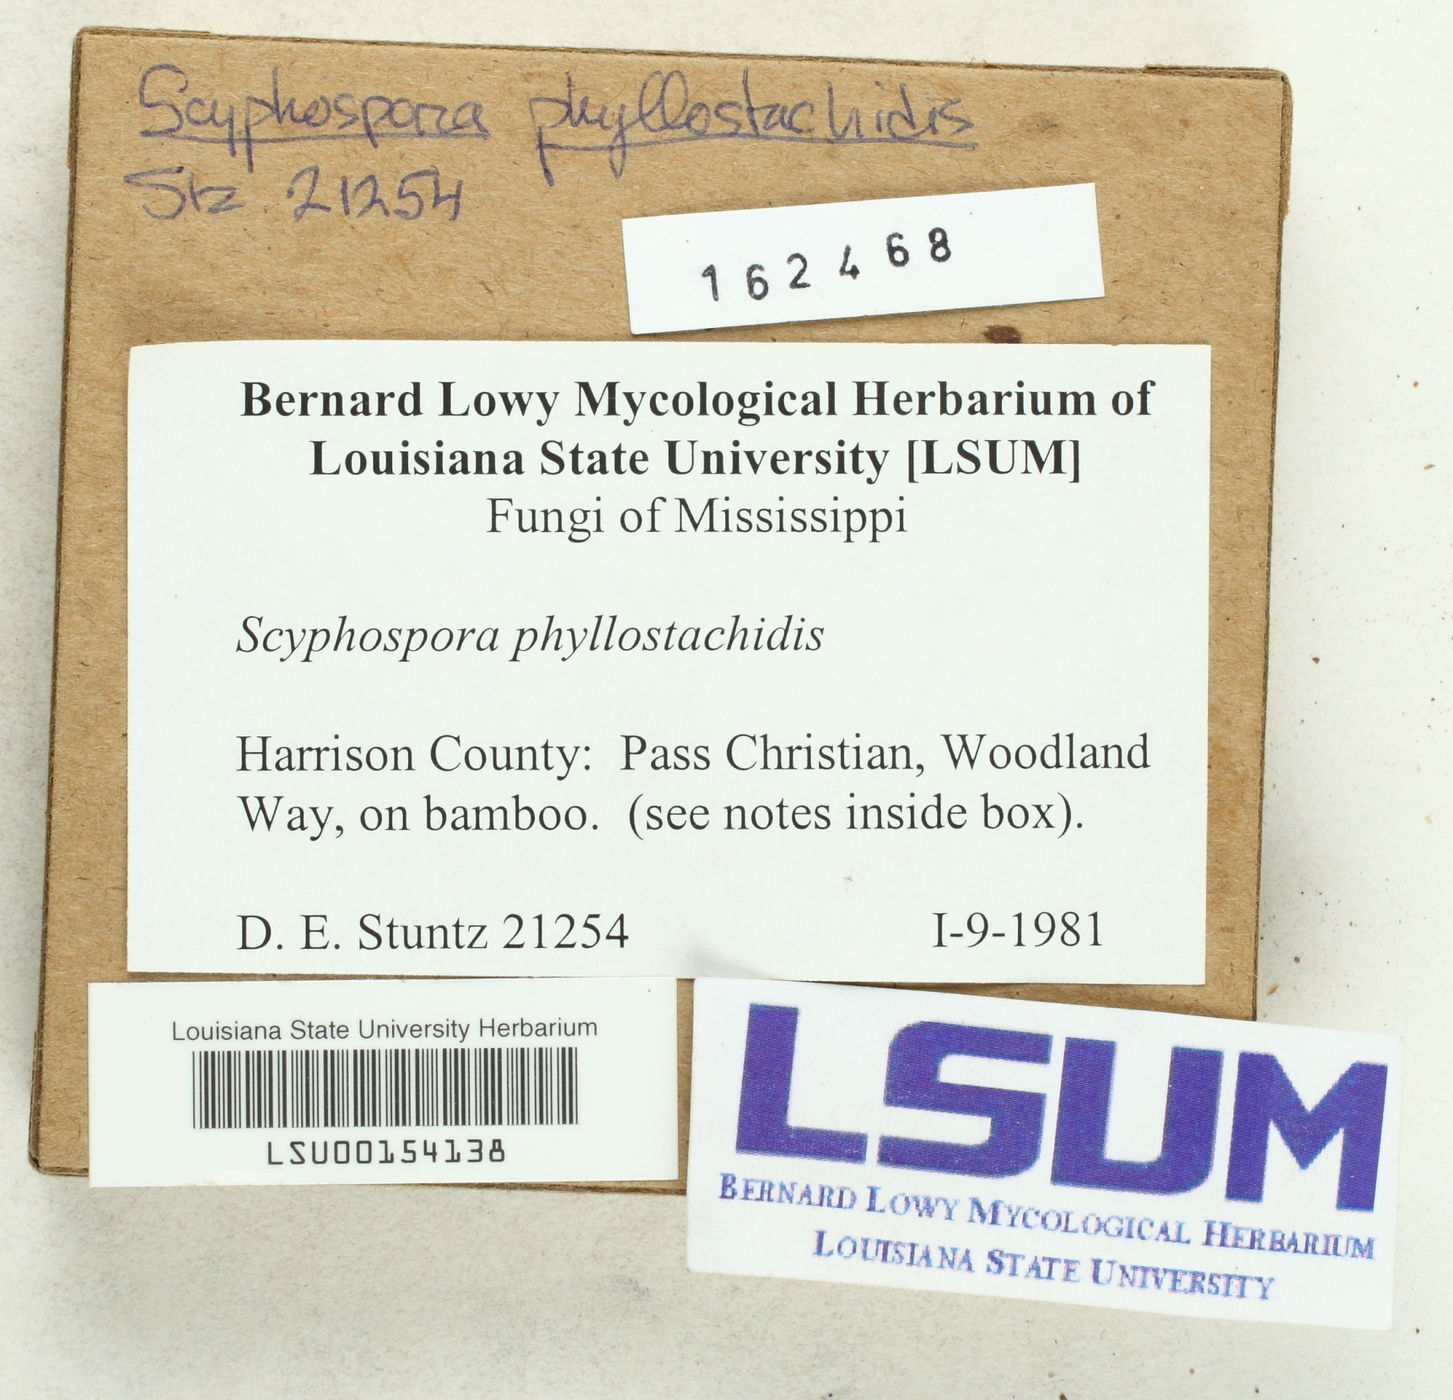 Scyphospora phyllostachidis
Stz 21254
162468
Bernard Lowy Mycological Herbarium of
Louisiana State University [LSUM]
Fungi of Mississippi
Scyphospora phyllostachidis
Harrison County: Pass Christian, Woodland
Way, on bamboo. (see notes inside box).
D. E. Stuntz 21254 I-9-1981
Louisiana State University Herbarium
LSU00154138
LSUM
BERNARD LOWY MYCOLOGICAL HERBARIUM
LOUISIANA STATE UNIVERSITY